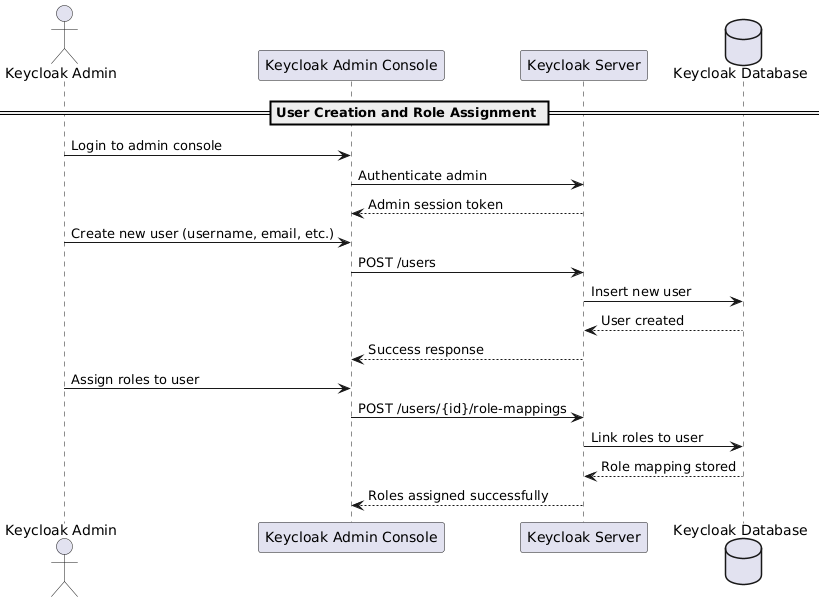 Keycloak Admin
Keycloak Admin Console
Keycloak Server
Keycloak Database
User Creation and Role Assignment
Login to admin console
Authenticate admin
Admin session token
Create new user (username, email, etc.)
POST /users
Insert new user
User created
Success response
Assign roles to user
POST /users/{id}/role-mappings
Link roles to user
Role mapping stored
Roles assigned successfully
Keycloak Admin
Keycloak Admin Console
Keycloak Server
Keycloak Database